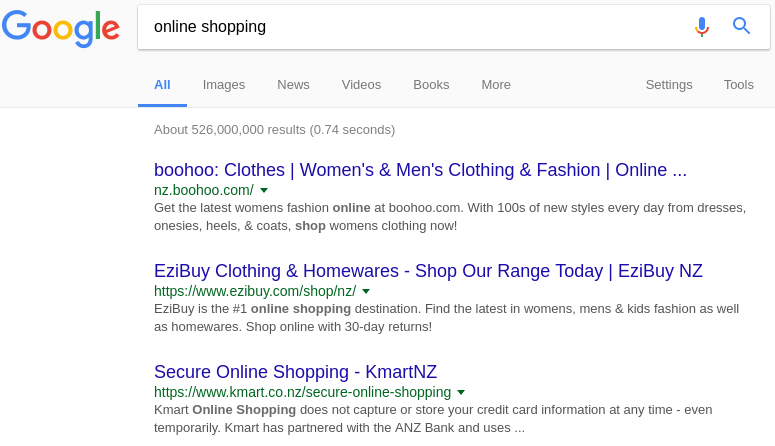 Google
online shopping
All Images News Videos Books More Settings Tools
About 526,000,000 results (0.74 seconds)
boohoo: Clothes | Women's & Men's Clothing & Fashion | Online ...
nz.boohoo.com/
Get the latest womens fashion online at boohoo.com. With 100s of new styles every day from dresses,
onesies, heels, & coats, shop womens clothing now!
EziBuy Clothing & Homewares - Shop Our Range Today | EziBuy NZ
https://www.ezibuy.com/shop/nz/
EziBuy is the #1 online shopping destination. Find the latest in womens, mens & kids fashion as well
as homewares. Shop online with 30-day returns!
Secure Online Shopping - KmartNZ
https://www.kmart.co.nz/secure-online-shopping
Kmart Online Shopping does not capture or store your credit card information at any time - even
temporarily. Kmart has partnered with the ANZ Bank and uses ...